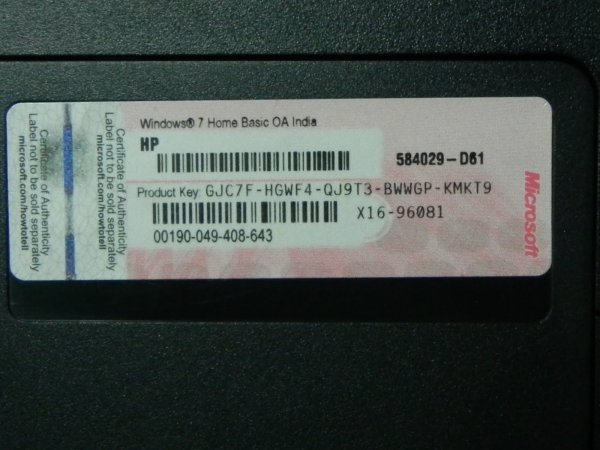 Windows® 7 Home Basic OA India
HP
584029-D61
Product Key: GJC7F-HGWF4-QJ9T3-BWWGP-KMKT9
X16-96081
00190-049-408-643
Microsoft
Certificate of Authenticity
Label not to be sold separately
microsoft.com/howtotell
Certificate of Authenticity
Label not to be sold separately
microsoft.com/howtotell